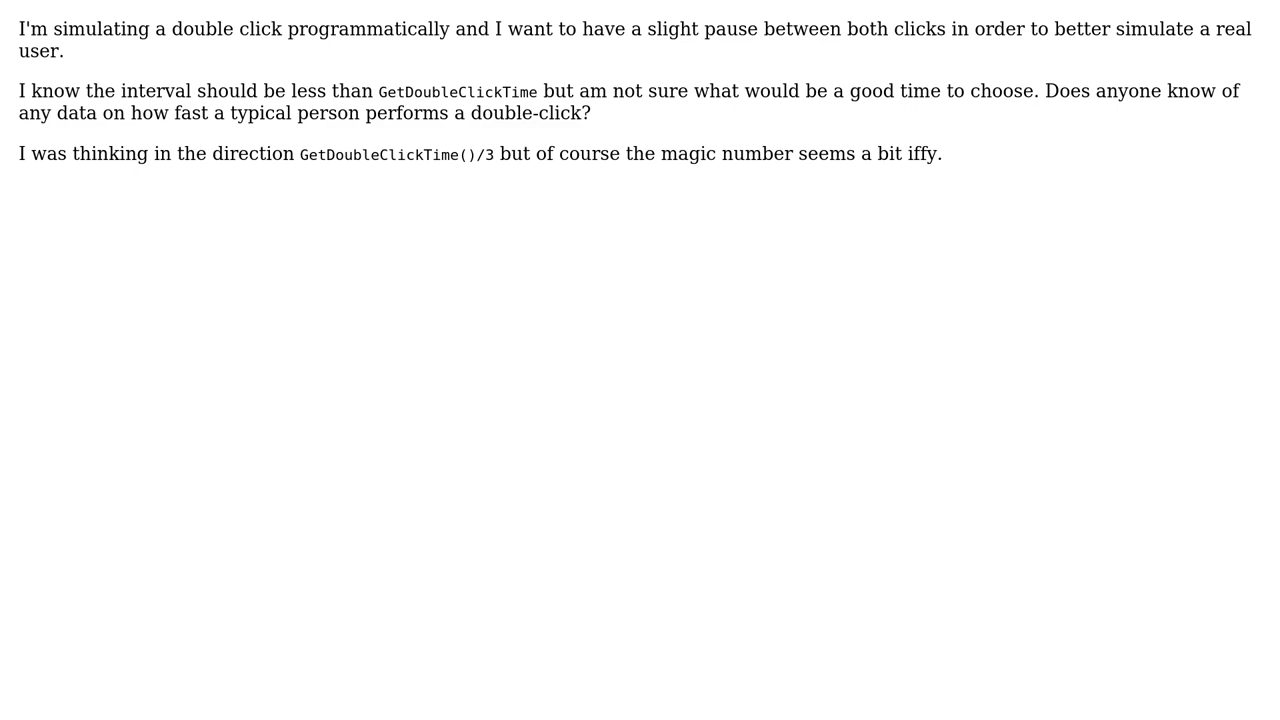 I'm simulating a double click programmatically and I want to have a slight pause between both clicks in order to better simulate a real
user.
I know the interval should be less than GetDoubleClickTime but am not sure what would be a good time to choose. Does anyone know of
any data on how fast a typical person performs a double-click?
I was thinking in the direction GetDoubleClickTime()/3 but of course the magic number seems a bit iffy.